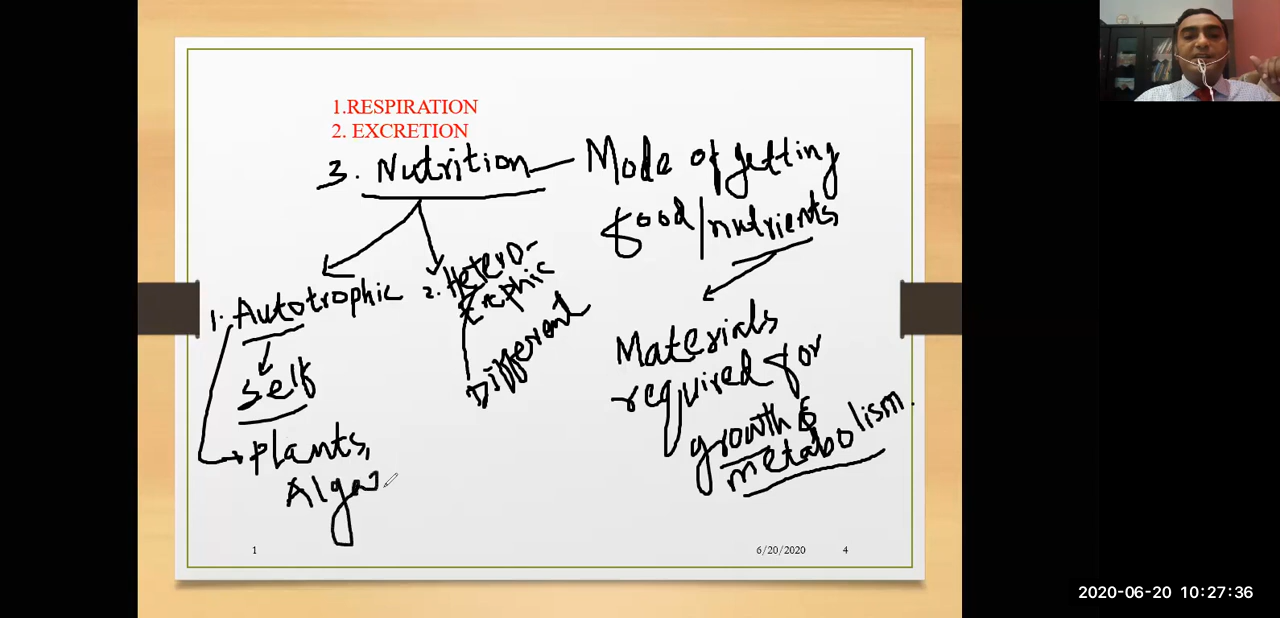 1.RESPIRATION
2. EXCRETION
3. Nutrition — Mode of getting
food/nutrients
1. Autotrophic
2. Hetero-
trophic
self
Different
Plants,
Algae
Materials
required for
growth &
metabolism.
1
6/20/2020
4
2020-06-20 10:27:36